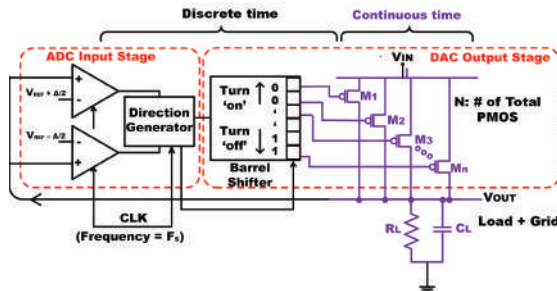 Discrete time
Continuous time
ADC Input Stage
DAC Output Stage
VIN
VREF + Δ/2
+
-
Direction
Generator
Turn
'on'
0
0
'
'
1
1
Turn
'off'
M1
M2
M3
Mn
N: # of Total
PMOS
VREF - Δ/2
-
+
Barrel
Shifter
CLK
(Frequency = Fs)
VOUT
RL
CL
Load + Grid